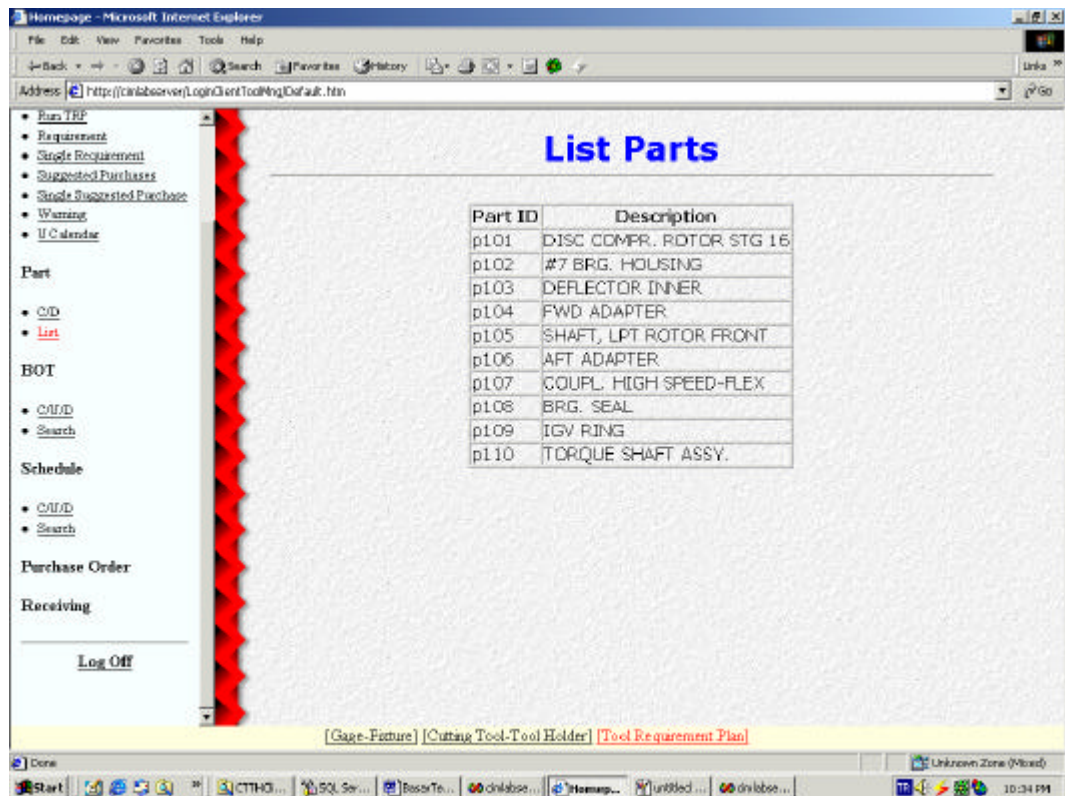 Homepage - Microsoft Internet Explorer
File Edit View Favorites Tools Help
Back Search Favorites History Links »
Address http://cimlabserver/LoginClientToolMng/Default.htm Go
Run TRP
Requirement
Single Requirement
Suggested Purchases
Single Suggested Purchase
Warning
U Calendar
Part
C/D
List
BOT
C/U/D
Search
Schedule
C/U/D
Search
Purchase Order
Receiving
Log Off
List Parts
Part ID Description
p101 DISC COMPR. ROTOR STG 16
p102 #7 BRG. HOUSING
p103 DEFLECTOR INNER
p104 FWD ADAPTER
p105 SHAFT, LPT ROTOR FRONT
p106 AFT ADAPTER
p107 COUPL. HIGH SPEED-FLEX
p108 BRG. SEAL
p109 IGV RING
p110 TORQUE SHAFT ASSY.
[Gage-Fixture] [Cutting Tool-Tool Holder] [Tool Requirement Plan]
Done Unknown Zone (Mixed)
Start » CTTHO... SQL Ser... BasarTe... cimlabse... Homep... untitled ... cimlabse... TR 10:34 PM